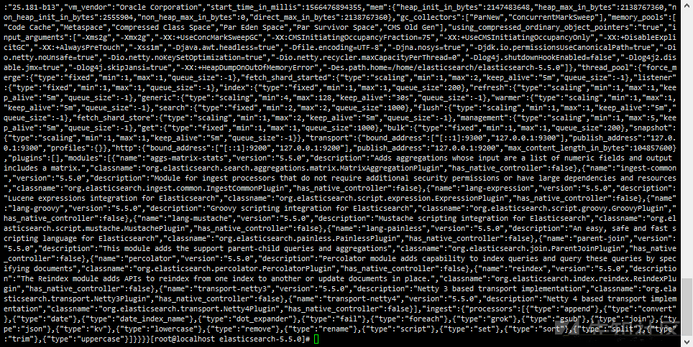 :"25.181-b13","vm_vendor":"Oracle Corporation","start_time_in_millis":1566476894355,"mem":{"heap_init_in_bytes":2147483648,"heap_max_in_bytes":2138767360,"n
on_heap_init_in_bytes":2555904,"non_heap_max_in_bytes":0,"direct_max_in_bytes":2138767360},"gc_collectors":["ParNew","ConcurrentMarkSweep"],"memory_pools":[
"Code Cache","Metaspace","Compressed Class Space","Par Eden Space","Par Survivor Space","CMS Old Gen"],"using_compressed_ordinary_object_pointers":"true","i
nput_arguments":["-Xms2g","-Xmx2g","-XX:+UseConcMarkSweepGC","-XX:CMSInitiatingOccupancyFraction=75","-XX:+UseCMSInitiatingOccupancyOnly","-XX:+DisableExpli
citGC","-XX:+AlwaysPreTouch","-Xss1m","-Djava.awt.headless=true","-Dfile.encoding=UTF-8","-Djna.nosys=true","-Djdk.io.permissionsUseCanonicalPath=true","-Di
o.netty.noUnsafe=true","-Dio.netty.noKeySetOptimization=true","-Dio.netty.recycler.maxCapacityPerThread=0","-Dlog4j.shutdownHookEnabled=false","-Dlog4j2.dis
able.jmx=true","-Dlog4j.skipJansi=true","-XX:+HeapDumpOnOutOfMemoryError","-Des.path.home=/home/elasticsearch/elasticsearch-5.5.0"]},"thread_pool":{"force_m
erge":{"type":"fixed","min":1,"max":1,"queue_size":-1},"fetch_shard_started":{"type":"scaling","min":1,"max":2,"keep_alive":"5m","queue_size":-1},"listener"
:{"type":"fixed","min":1,"max":1,"queue_size":-1},"index":{"type":"fixed","min":1,"max":1,"queue_size":200},"refresh":{"type":"scaling","min":1,"max":1,"kee
p_alive":"5m","queue_size":-1},"generic":{"type":"scaling","min":4,"max":128,"keep_alive":"30s","queue_size":-1},"warmer":{"type":"scaling","min":1,"max":1,
"keep_alive":"5m","queue_size":-1},"search":{"type":"fixed","min":2,"max":2,"queue_size":1000},"flush":{"type":"scaling","min":1,"max":1,"keep_alive":"5m","
queue_size":-1},"fetch_shard_store":{"type":"scaling","min":1,"max":2,"keep_alive":"5m","queue_size":-1},"management":{"type":"scaling","min":1,"max":5,"kee
p_alive":"5m","queue_size":-1},"get":{"type":"fixed","min":1,"max":1,"queue_size":1000},"bulk":{"type":"fixed","min":1,"max":1,"queue_size":200},"snapshot":
{"type":"scaling","min":1,"max":1,"keep_alive":"5m","queue_size":-1}},"transport":{"bound_address":["[::1]:9300","127.0.0.1:9300"],"publish_address":"127.0.
0.1:9300","profiles":{}},"http":{"bound_address":["[::1]:9200","127.0.0.1:9200"],"publish_address":"127.0.0.1:9200","max_content_length_in_bytes":104857600}
,"plugins":[],"modules":[{"name":"aggs-matrix-stats","version":"5.5.0","description":"Adds aggregations whose input are a list of numeric fields and output
includes a matrix.","classname":"org.elasticsearch.search.aggregations.matrix.MatrixAggregationPlugin","has_native_controller":false},{"name":"ingest-common
","version":"5.5.0","description":"Module for ingest processors that do not require additional security permissions or have large dependencies and resources
","classname":"org.elasticsearch.ingest.common.IngestCommonPlugin","has_native_controller":false},{"name":"lang-expression","version":"5.5.0","description":"
Lucene expressions integration for Elasticsearch","classname":"org.elasticsearch.script.expression.ExpressionPlugin","has_native_controller":false},{"name":
"lang-groovy","version":"5.5.0","description":"Groovy scripting integration for Elasticsearch","classname":"org.elasticsearch.script.groovy.GroovyPlugin","h
as_native_controller":false},{"name":"lang-mustache","version":"5.5.0","description":"Mustache scripting integration for Elasticsearch","classname":"org.ela
sticsearch.script.mustache.MustachePlugin","has_native_controller":false},{"name":"lang-painless","version":"5.5.0","description":"An easy, safe and fast s
cripting language for Elasticsearch","classname":"org.elasticsearch.painless.PainlessPlugin","has_native_controller":false},{"name":"parent-join","version":
"5.5.0","description":"This module adds the support parent-child queries and aggregations","classname":"org.elasticsearch.join.ParentJoinPlugin","has_native
_controller":false},{"name":"percolator","version":"5.5.0","description":"Percolator module adds capability to index queries and query these queries by spec
ifying documents","classname":"org.elasticsearch.percolator.PercolatorPlugin","has_native_controller":false},{"name":"reindex","version":"5.5.0","descriptio
n":"The Reindex module adds APIs to reindex from one index to another or update documents in place.","classname":"org.elasticsearch.index.reindex.ReindexPlu
gin","has_native_controller":false},{"name":"transport-netty3","version":"5.5.0","description":"Netty 3 based transport implementation","classname":"org.ela
sticsearch.transport.Netty3Plugin","has_native_controller":false},{"name":"transport-netty4","version":"5.5.0","description":"Netty 4 based transport implem
entation","classname":"org.elasticsearch.transport.Netty4Plugin","has_native_controller":false}],"ingest":{"processors":[{"type":"append"},{"type":"convert"
},{"type":"date"},{"type":"date_index_name"},{"type":"dot_expander"},{"type":"fail"},{"type":"foreach"},{"type":"grok"},{"type":"gsub"},{"type":"join"},{"ty
pe":"json"},{"type":"kv"},{"type":"lowercase"},{"type":"remove"},{"type":"rename"},{"type":"script"},{"type":"set"},{"type":"sort"},{"type":"split"},{"type":
"trim"},{"type":"uppercase"}]}}}}[root@localhost elasticsearch-5.5.0]#